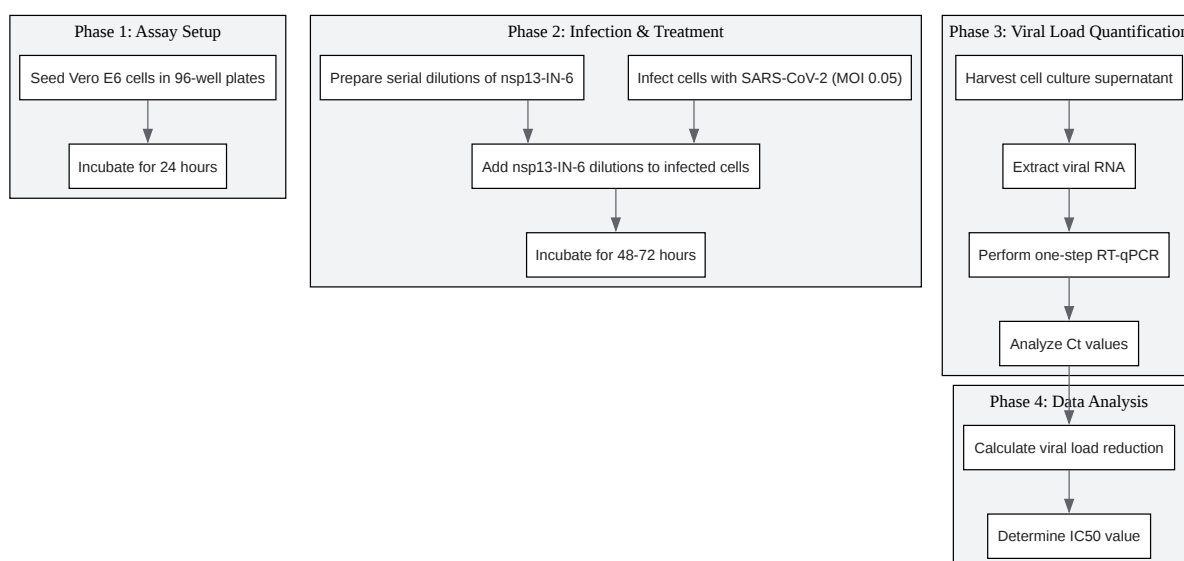 Phase 1: Assay Setup
Seed Vero E6 cells in 96-well plates
Incubate for 24 hours
Phase 2: Infection & Treatment
Prepare serial dilutions of nsp13-IN-6
Infect cells with SARS-CoV-2 (MOI 0.05)
Add nsp13-IN-6 dilutions to infected cells
Incubate for 48-72 hours
Phase 3: Viral Load Quantification
Harvest cell culture supernatant
Extract viral RNA
Perform one-step RT-qPCR
Analyze Ct values
Phase 4: Data Analysis
Calculate viral load reduction
Determine IC50 value